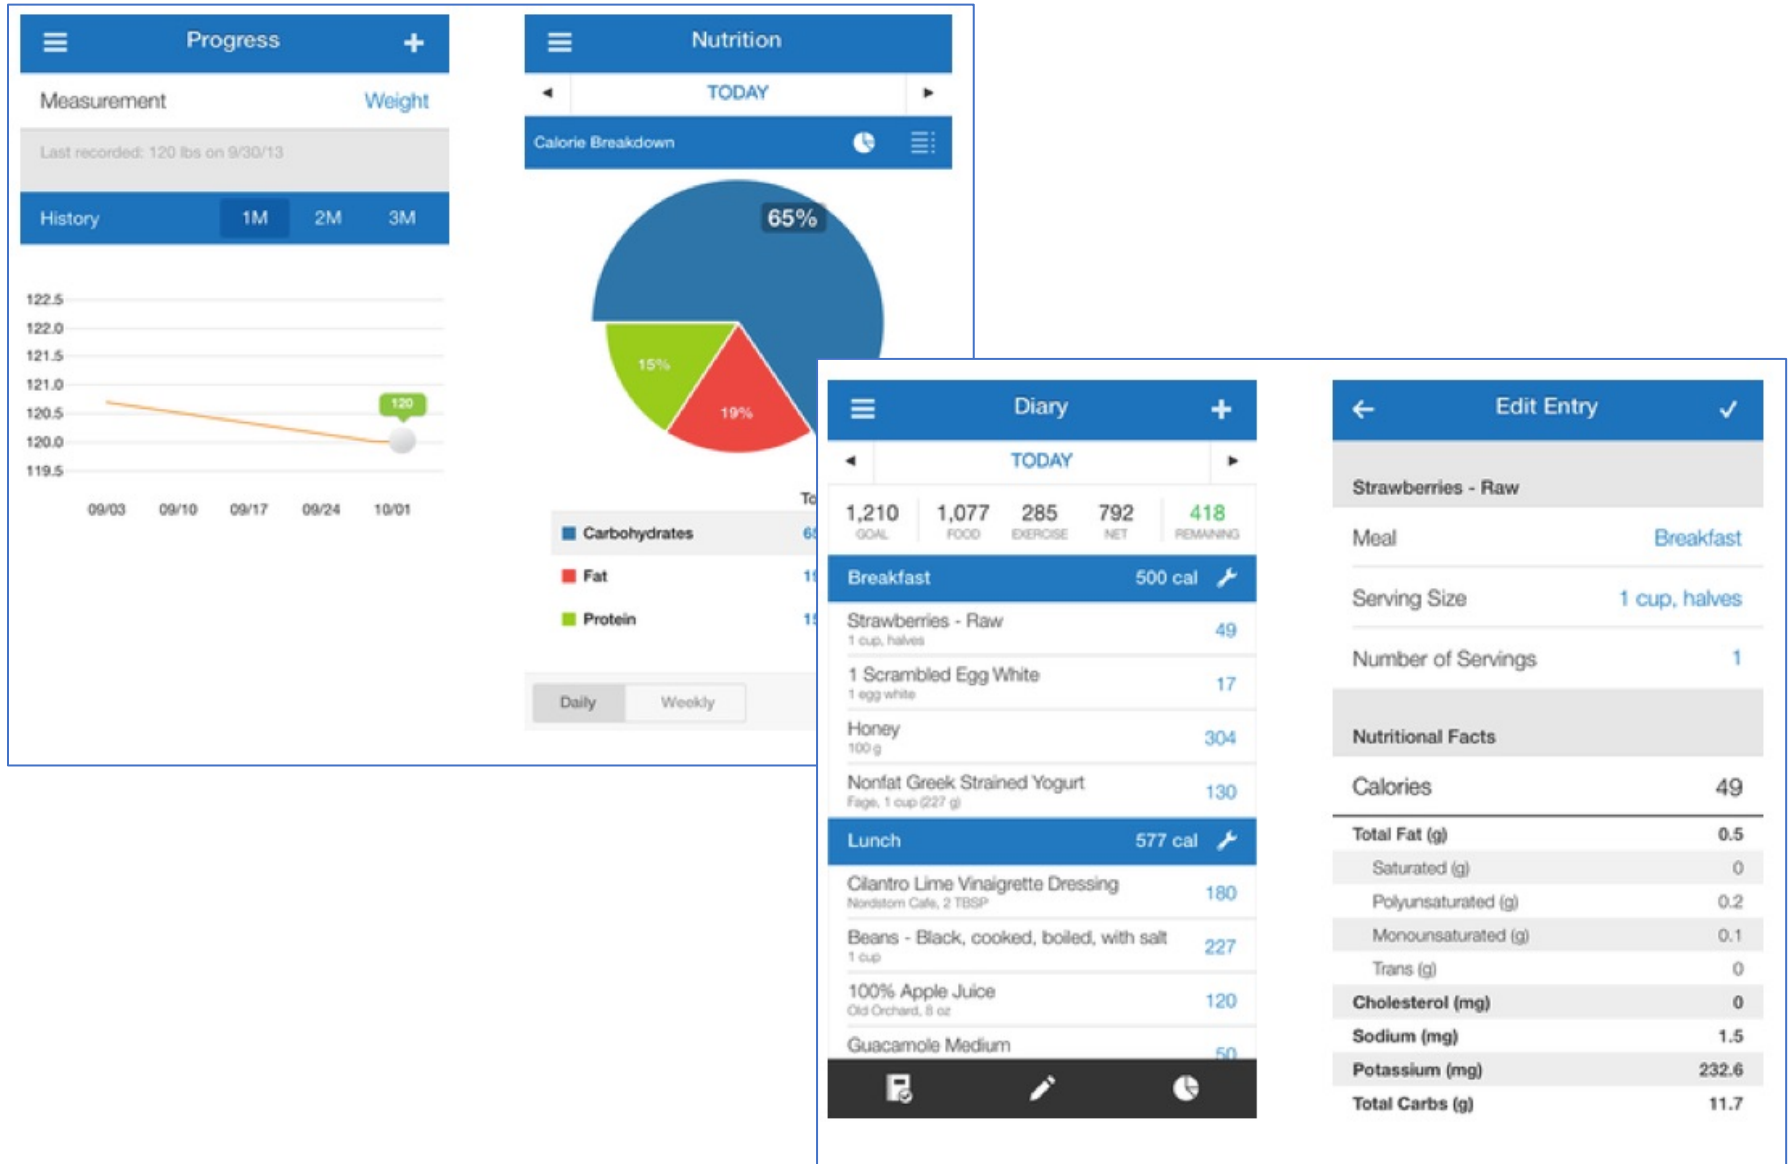 Progress
Measurement Weight
Last recorded: 120 lbs on 9/30/13
History 1M 2M 3M
122.5
122.0
121.5
121.0
120.5
120.0
119.5
120
09/03 09/10 09/17 09/24 10/01
Nutrition
TODAY
Calorie Breakdown
65%
15%
19%
Carbohydrates
Fat
Protein
Daily Weekly
Diary
TODAY
1,210 1,077 285 792 418
GOAL FOOD EXERCISE NET REMAINING
Breakfast 500 cal
Strawberries - Raw 49
1 cup, halves
1 Scrambled Egg White 17
1 egg white
Honey 304
100 g
Nonfat Greek Strained Yogurt 130
Fage, 1 cup (227 g)
Lunch 577 cal
Cilantro Lime Vinaigrette Dressing 180
Nordstom Cafe, 2 TBSP
Beans - Black, cooked, boiled, with salt 227
1 cup
100% Apple Juice 120
Old Orchard, 8 oz
Guacamole Medium 50
Edit Entry
Strawberries - Raw
Meal Breakfast
Serving Size 1 cup, halves
Number of Servings 1
Nutritional Facts
Calories 49
Total Fat (g) 0.5
Saturated (g) 0
Polyunsaturated (g) 0.2
Monounsaturated (g) 0.1
Trans (g) 0
Cholesterol (mg) 0
Sodium (mg) 1.5
Potassium (mg) 232.6
Total Carbs (g) 11.7